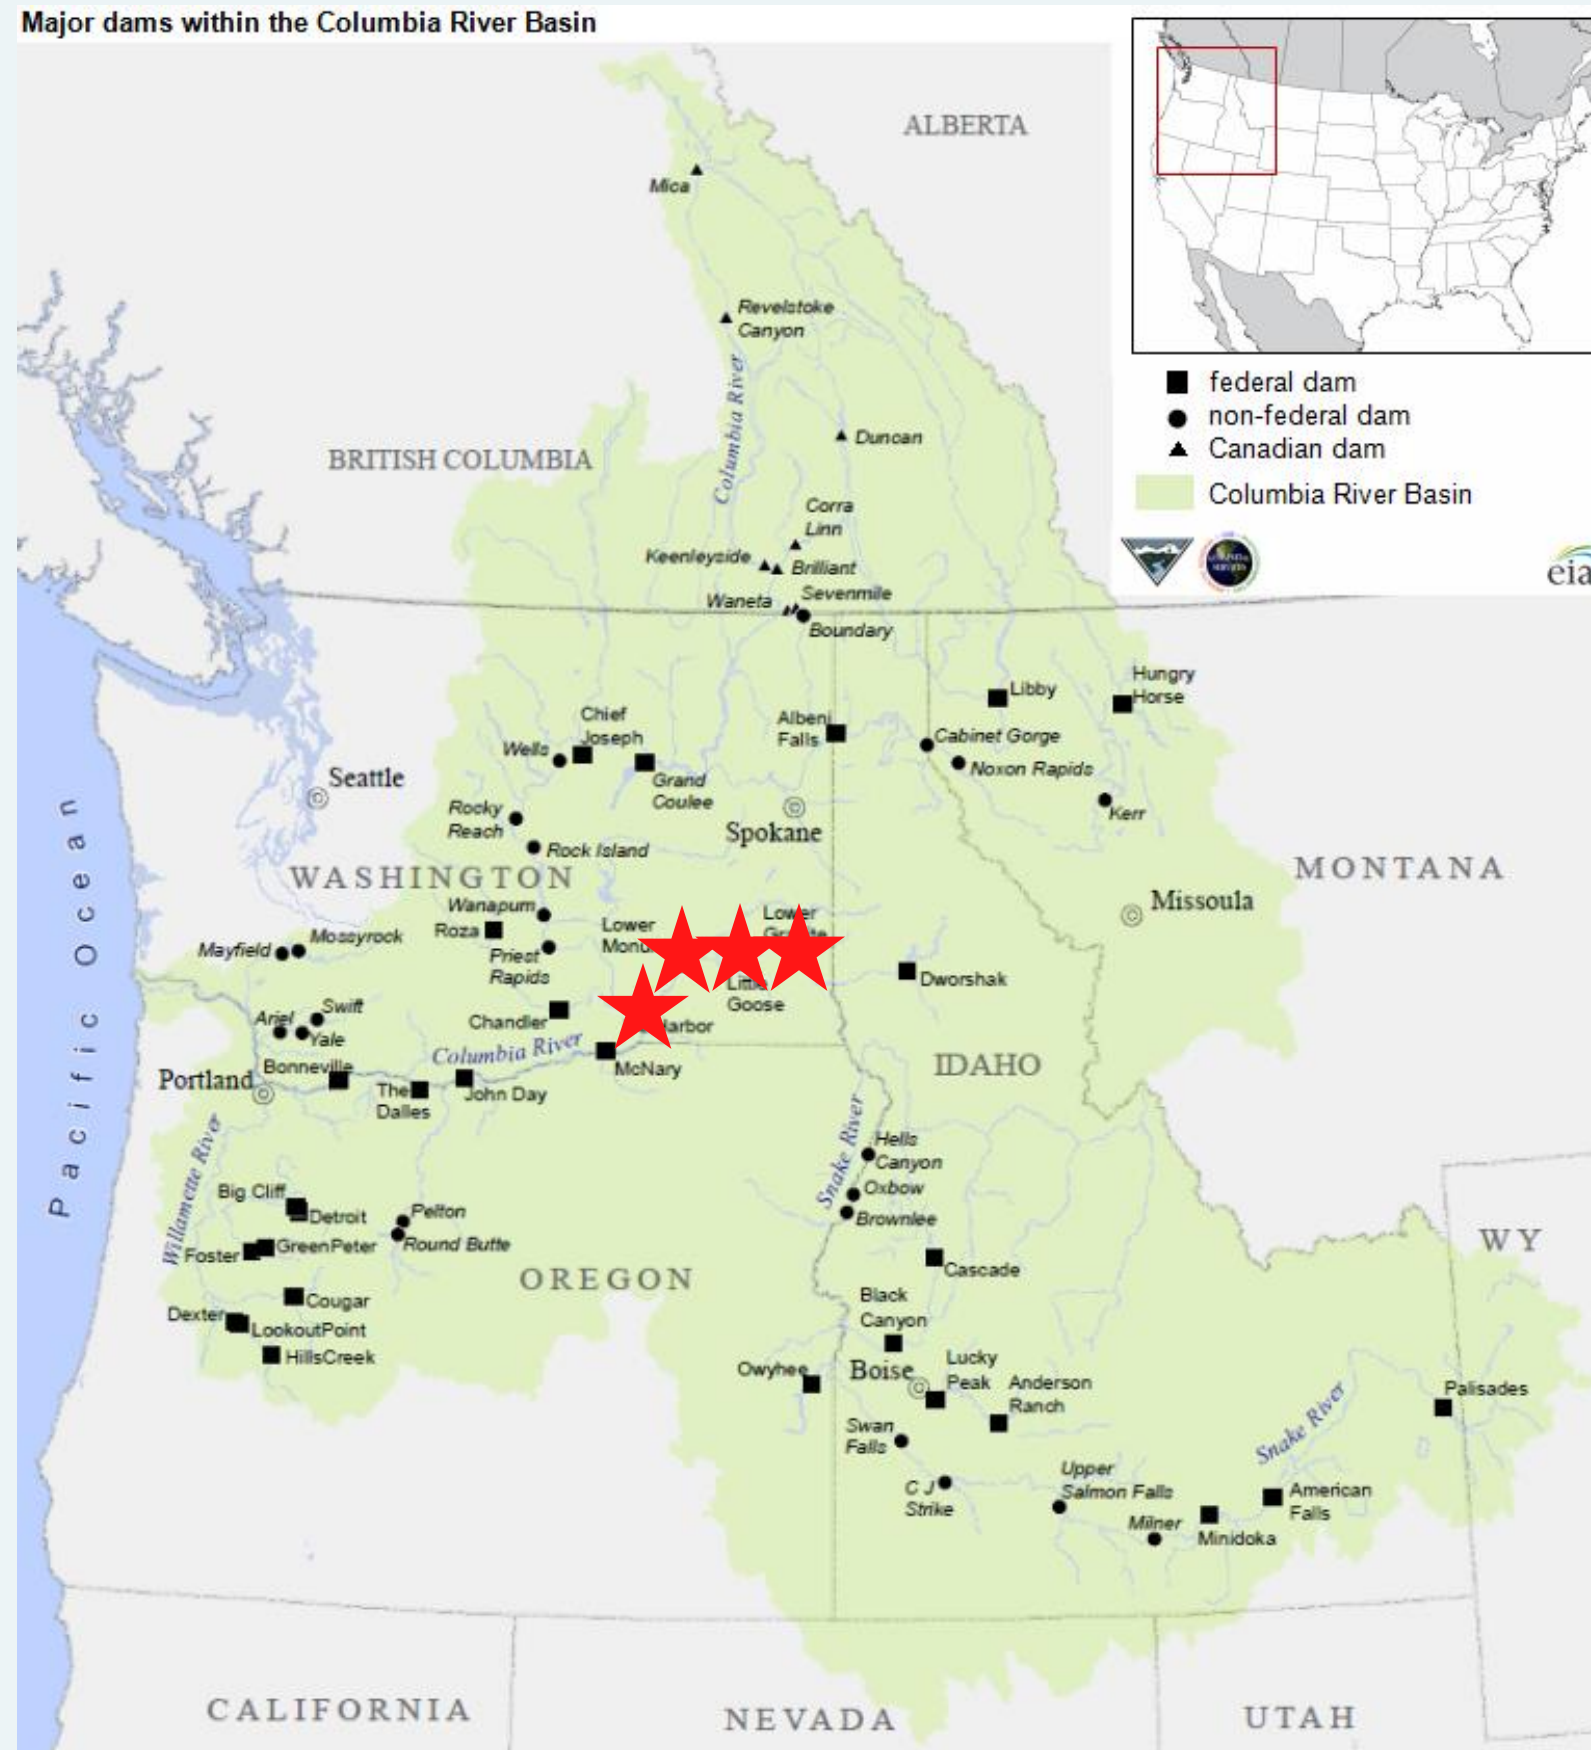 Major dams within the Columbia River Basin
ALBERTA
Mica
Revelstoke
Canyon
federal dam
non-federal dam
Canadian dam
Columbia River Basin
Columbia River
Duncan
BRITISH COLUMBIA
Corra
Linn
Keenleyside
Brilliant
Waneta
Sevenmile
Boundary
eia
Libby
Hungry
Horse
Chief
Joseph
Albeni
Falls
Wells
Grand
Coulee
Cabinet Gorge
Noxon Rapids
Seattle
Rocky
Reach
Spokane
Kerr
Rock Island
WASHINGTON
MONTANA
Missoula
Wanapum
Roza
Lower
Monu
Lower
Granite
Mayfield
Mossyrock
Priest
Rapids
Little
Goose
Dworshak
Pacific Ocean
Ariel
Swift
Yale
Chandler
Harbor
Columbia River
McNary
IDAHO
Portland
Bonneville
The
Dalles
John Day
Willamette River
Snake River
Hells
Canyon
Oxbow
Brownlee
Big Cliff
Detroit
Pelton
Round Butte
Foster
GreenPeter
OREGON
WY
Cascade
Cougar
Black
Canyon
Dexter
LookoutPoint
HillsCreek
Owyhee
Boise
Lucky
Peak
Anderson
Ranch
Palisades
Swan
Falls
Snake River
C J
Strike
Upper
Salmon Falls
American
Falls
Milner
Minidoka
CALIFORNIA
NEVADA
UTAH